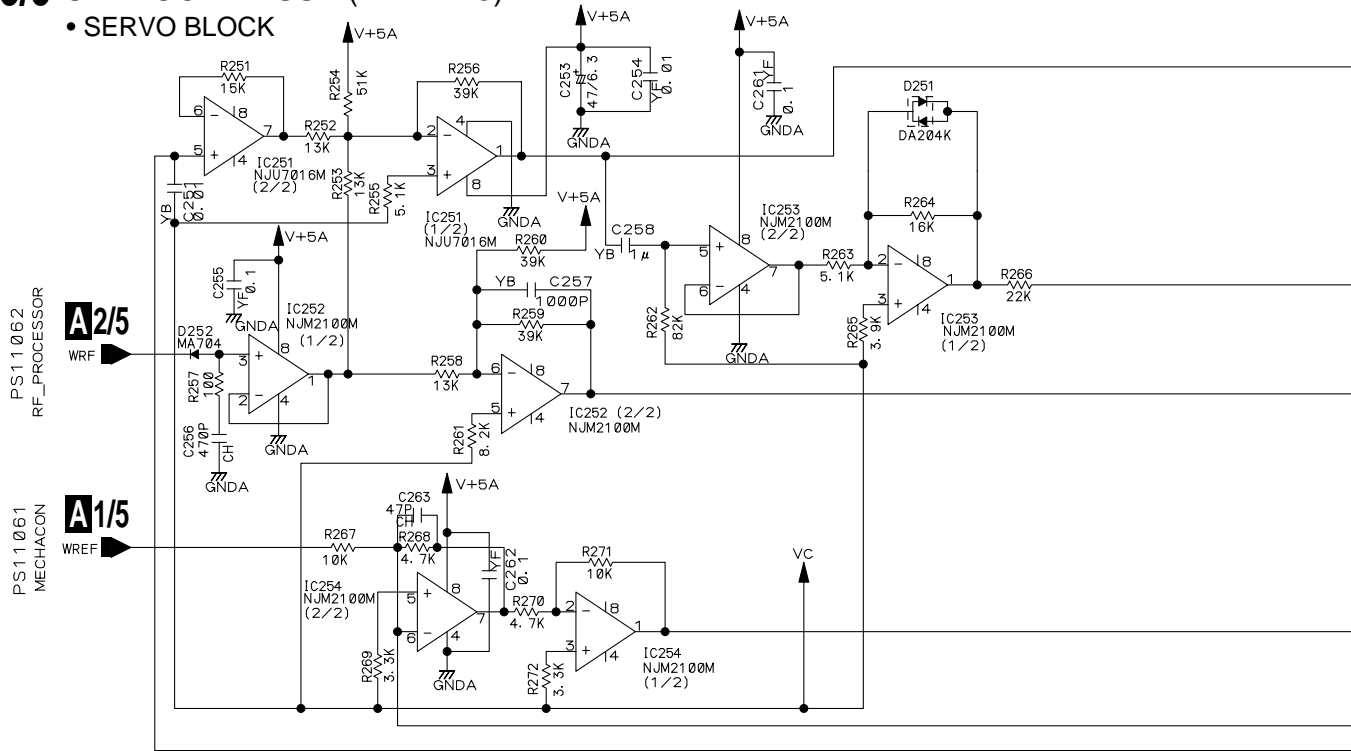 • SERVO BLOCK
V+5A
R251
15K
R254
51K
R256
39K
C253
47/6.3
C254
YF
0.01
V+5A
V+5A
C261
YF
0.1
GNDA
GNDA
D251
DA204K
6
8
7
5
4
R252
13K
IC251
NJU7016M
(2/2)
C251
0.01
YB
R253
13K
R255
5.1K
2
4
1
3
8
IC251
(1/2)
NJU7016M
GNDA
V+5A
R260
39K
YB
C257
1000P
R259
39K
C258
YB
1μ
R262
82K
5
8
7
6
4
IC253
NJM2100M
(2/2)
GNDA
R263
5.1K
R264
16K
2
8
1
3
4
R265
3.9K
IC253
NJM2100M
(1/2)
R266
22K
V+5A
C255
YF
0.1
GNDA
IC252
NJM2100M
(1/2)
PS11062
RF_PROCESSOR
A 2/5
WRF
D252
MA704
3
8
1
2
4
GNDA
R257
100
C256
470P
CH
GNDA
R258
13K
6
8
7
5
4
IC252 (2/2)
NJM2100M
R261
8.2K
PS11061
MECHACON
A 1/5
WREF
R267
10K
C263
47P
CH
R268
4.7K
V+5A
C262
YF
0.1
IC254
NJM2100M
(2/2)
5
8
7
6
4
GNDA
R269
3.3K
R270
4.7K
R271
10K
2
8
1
3
4
R272
3.3K
IC254
NJM2100M
(1/2)
VC